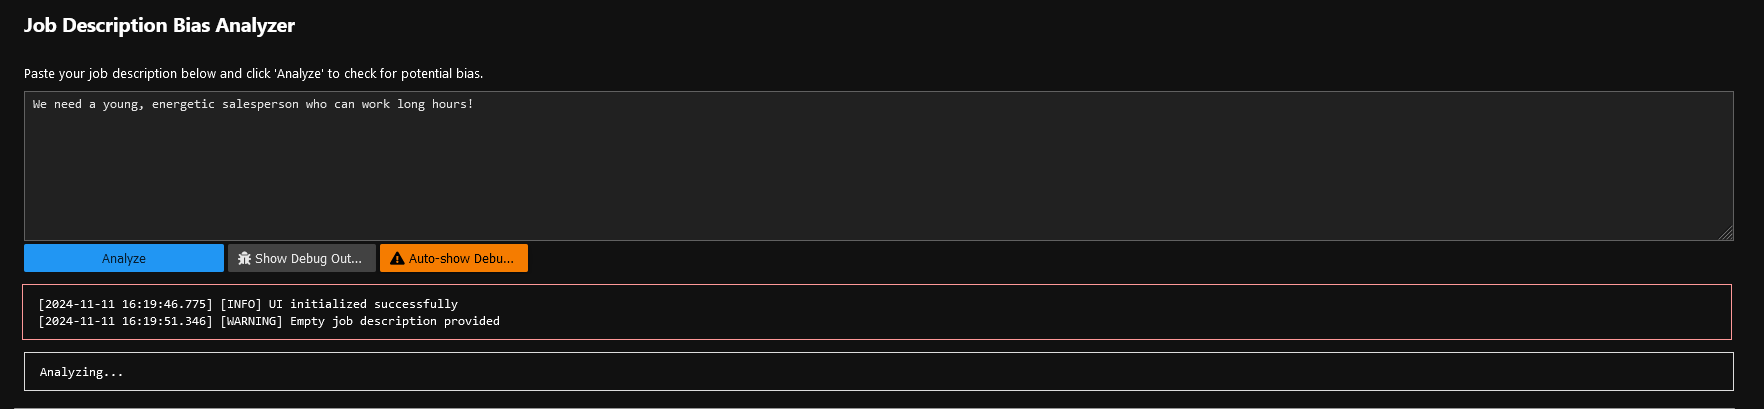 Job Description Bias Analyzer
Paste your job description below and click 'Analyze' to check for potential bias.
We need a young, energetic salesperson who can work long hours!
Analyze
Show Debug Out...
Auto-show Debu...
[2024-11-11 16:19:46.775] [INFO] UI initialized successfully
[2024-11-11 16:19:51.346] [WARNING] Empty job description provided
Analyzing...